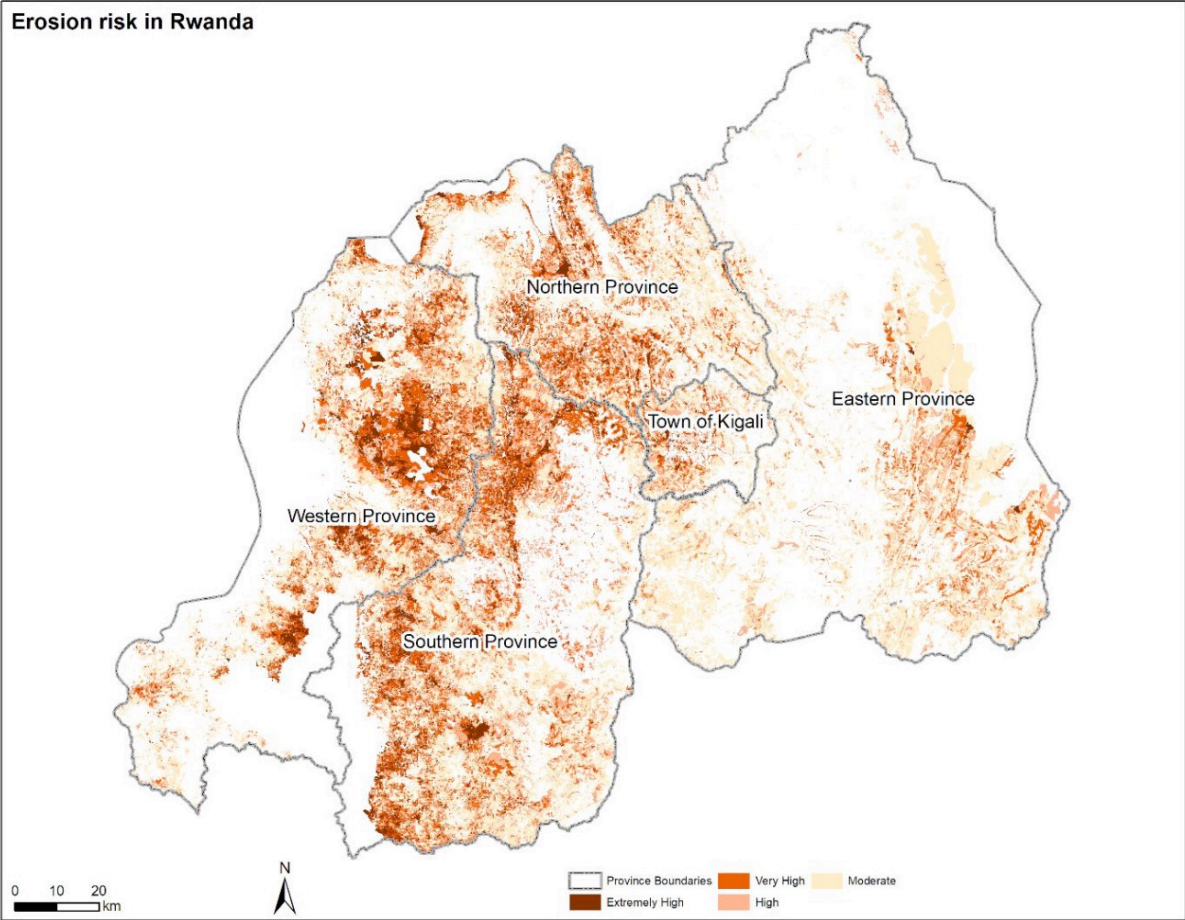 Erosion risk in Rwanda
Northern Province
Eastern Province
Town of Kigali
Western Province
Southern Province
N
0 10 20
km
Province Boundaries
Very High
Moderate
Extremely High
High